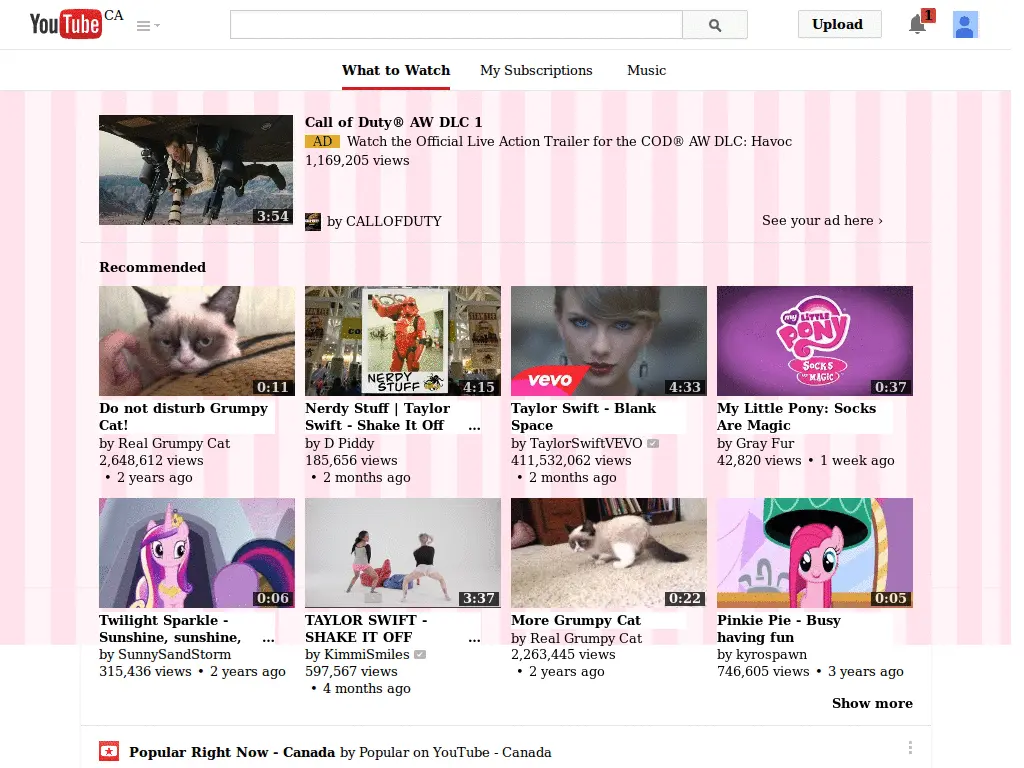 YouTube CA
Upload
1
What to Watch
My Subscriptions
Music
Call of Duty® AW DLC 1
AD Watch the Official Live Action Trailer for the COD® AW DLC: Havoc
1,169,205 views
3:54
by CALLOFDUTY
See your ad here ›
Recommended
0:11
NERDY
STUFF
4:15
vevo
4:33
my LITTLE
PONY
SOCKS
ARE MAGIC
0:37
Do not disturb Grumpy
Cat!
by Real Grumpy Cat
2,648,612 views
• 2 years ago
Nerdy Stuff | Taylor
Swift - Shake It Off ...
by D Piddy
185,656 views
• 2 months ago
Taylor Swift - Blank
Space
by TaylorSwiftVEVO
411,532,062 views
• 2 months ago
My Little Pony: Socks
Are Magic
by Gray Fur
42,820 views • 1 week ago
0:06
3:37
0:22
0:05
Twilight Sparkle -
Sunshine, sunshine, ...
by SunnySandStorm
315,436 views • 2 years ago
TAYLOR SWIFT -
SHAKE IT OFF ...
by KimmiSmiles
597,567 views
• 4 months ago
More Grumpy Cat
by Real Grumpy Cat
2,263,445 views
• 2 years ago
Pinkie Pie - Busy
having fun
by kyrospawn
746,605 views • 3 years ago
Show more
Popular Right Now - Canada by Popular on YouTube - Canada